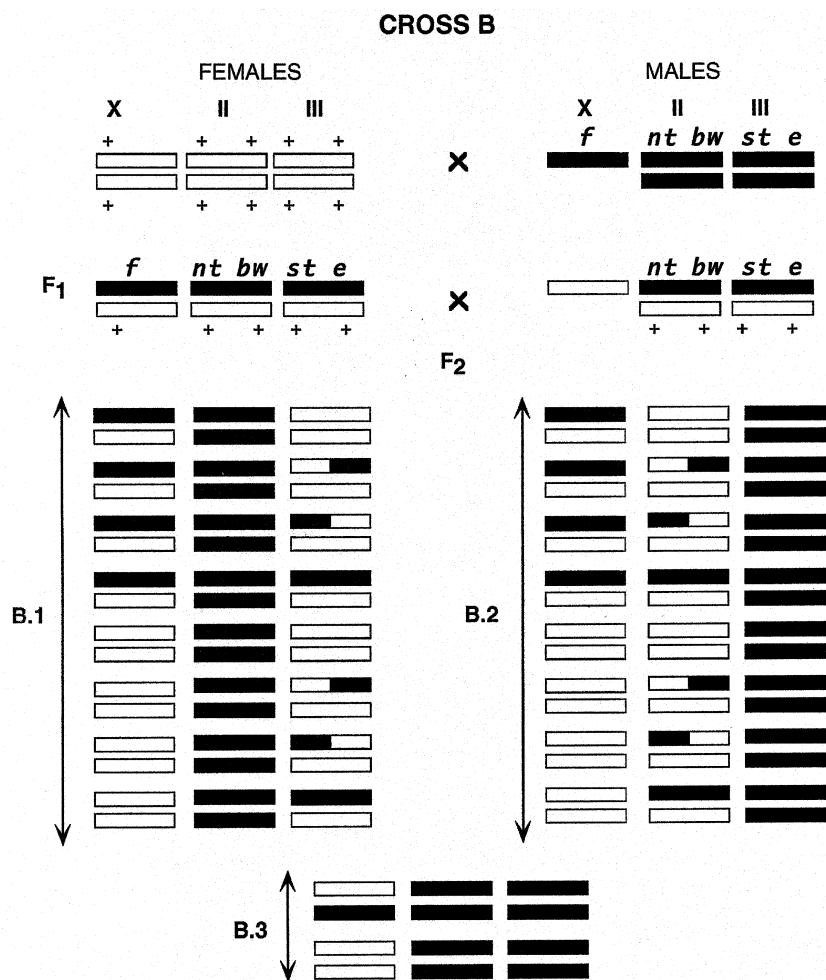 CROSS B
FEMALES MALES
X II III X II III
f nt bw st e
+ + + + +
×
+ + + + +
F1 f nt bw st e × nt bw st e
+ + + + + + + + +
F2
B.1 B.2
B.3